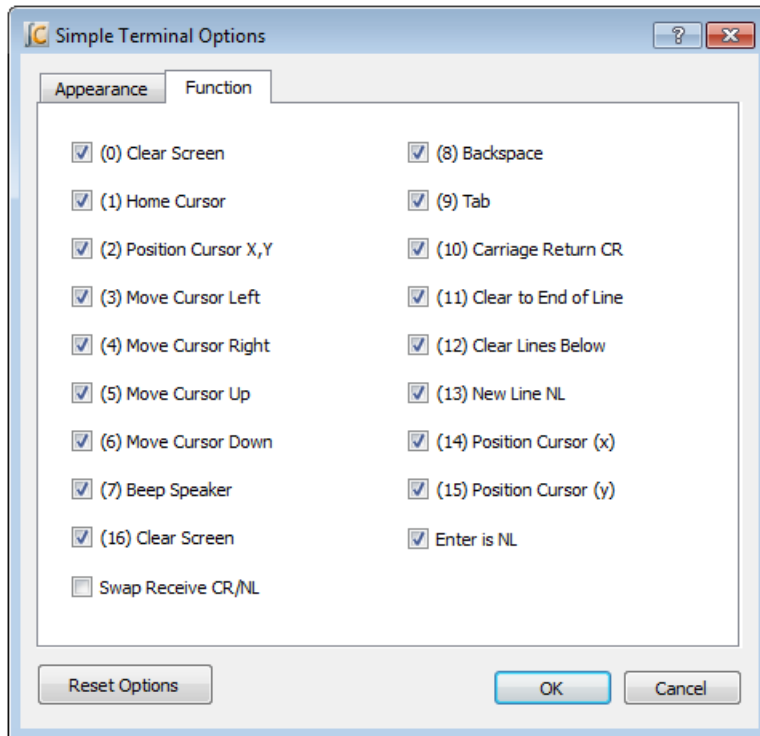 Simple Terminal Options
Appearance
Function
(0) Clear Screen
(8) Backspace
(1) Home Cursor
(9) Tab
(2) Position Cursor X,Y
(10) Carriage Return CR
(3) Move Cursor Left
(11) Clear to End of Line
(4) Move Cursor Right
(12) Clear Lines Below
(5) Move Cursor Up
(13) New Line NL
(6) Move Cursor Down
(14) Position Cursor (x)
(7) Beep Speaker
(15) Position Cursor (y)
(16) Clear Screen
Enter is NL
Swap Receive CR/NL
Reset Options
OK
Cancel